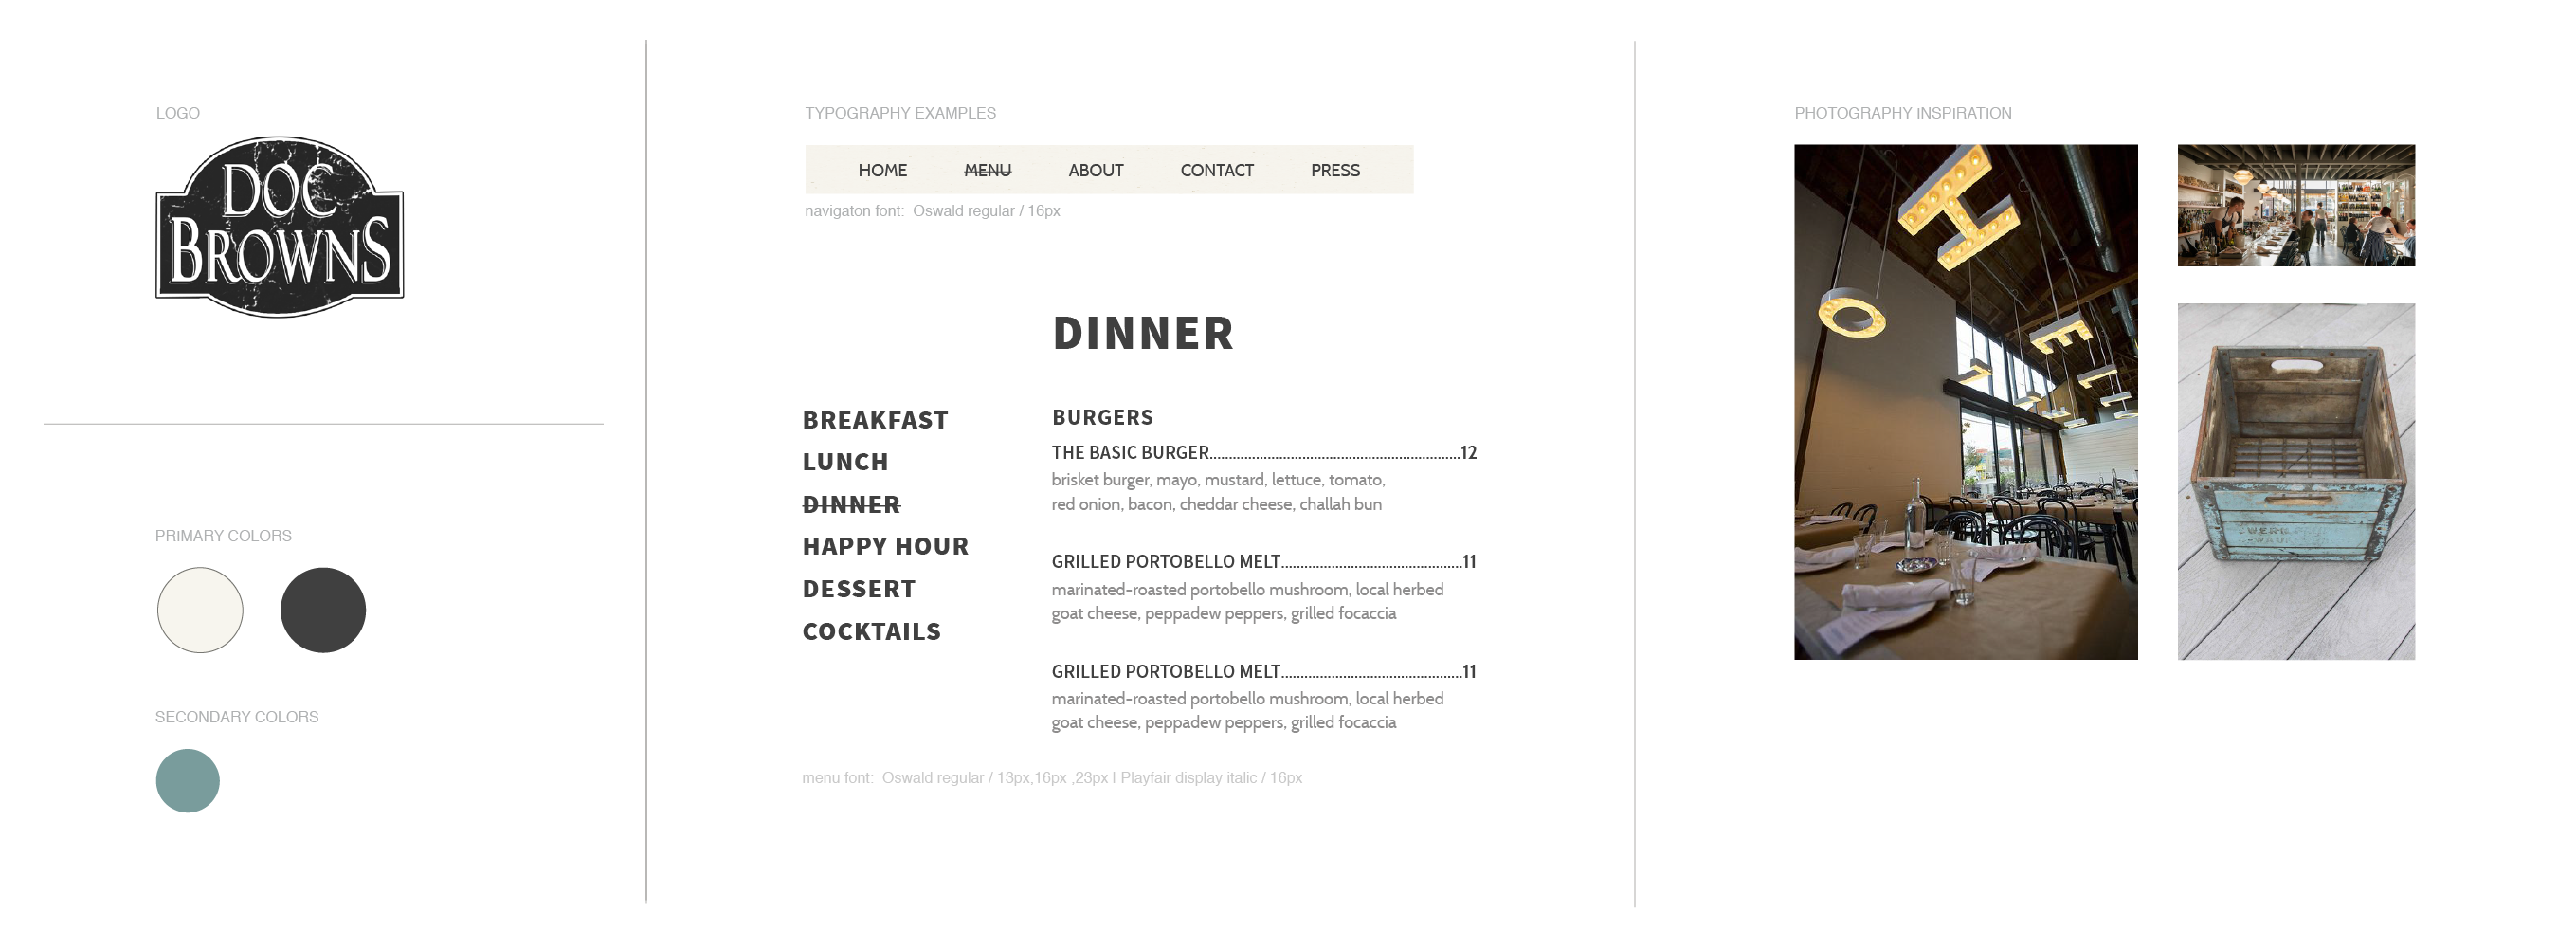 LOGO
DOC
BROWNS
PRIMARY COLORS
SECONDARY COLORS
TYPOGRAPHY EXAMPLES
HOME MENU ABOUT CONTACT PRESS
navigaton font: Oswald regular / 16px
DINNER
BREAKFAST
LUNCH
DINNER
HAPPY HOUR
DESSERT
COCKTAILS
BURGERS
THE BASIC BURGER................................................................12
brisket burger, mayo, mustard, lettuce, tomato,
red onion, bacon, cheddar cheese, challah bun
GRILLED PORTOBELLO MELT..............................................11
marinated-roasted portobello mushroom, local herbed
goat cheese, peppadew peppers, grilled focaccia
GRILLED PORTOBELLO MELT..............................................11
marinated-roasted portobello mushroom, local herbed
goat cheese, peppadew peppers, grilled focaccia
menu font: Oswald regular / 13px,16px ,23px | Playfair display italic / 16px
PHOTOGRAPHY INSPIRATION